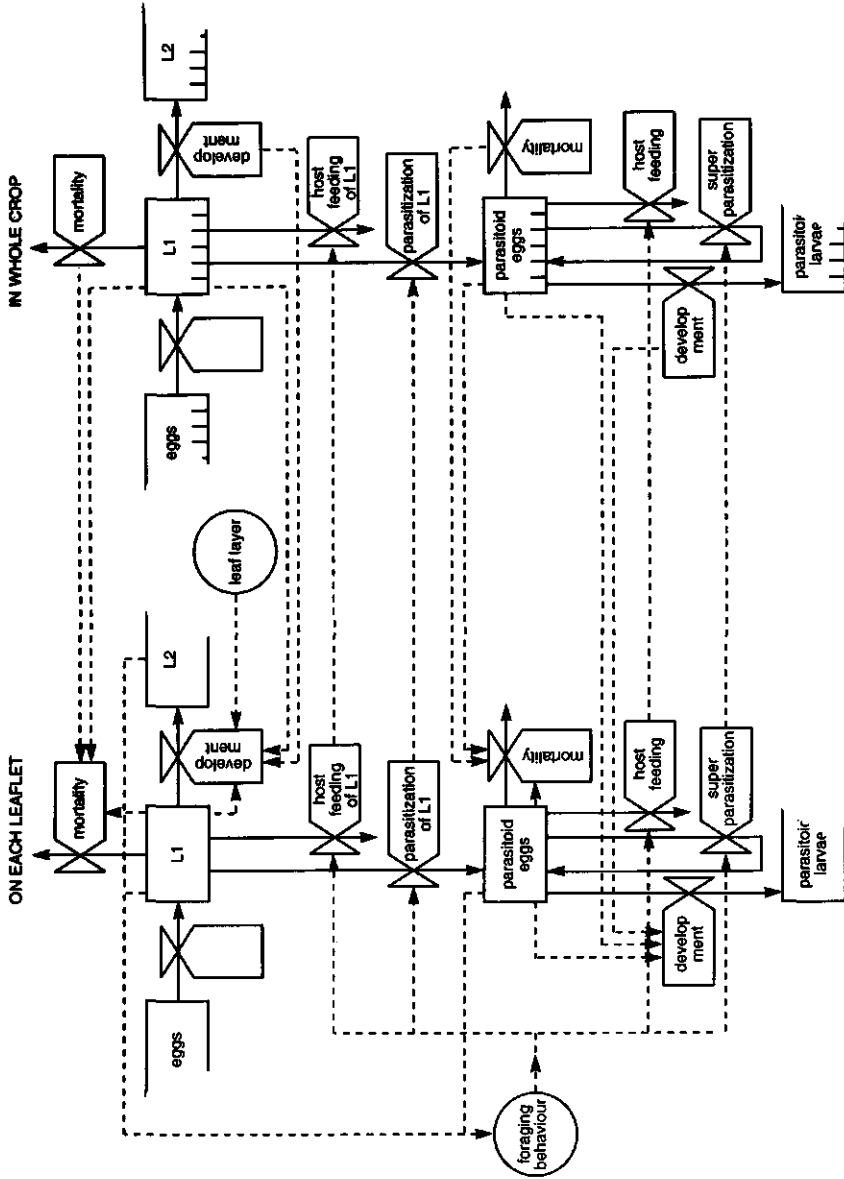 ON EACH LEAFLET
mortality
eggs
L1
L2
develop
ment
leaf layer
host
feeding
of L1
parasitization
of L1
foraging
behaviour
parasitoid
eggs
mortality
develop
ment
host
feeding
super
parasitization
parasitoi
larvae
IN WHOLE CROP
mortality
eggs
L1
L2
develop
ment
host
feeding
of L1
parasitization
of L1
parasitoid
eggs
mortality
develop
ment
host
feeding
super
parasitization
parasitoi
larvae